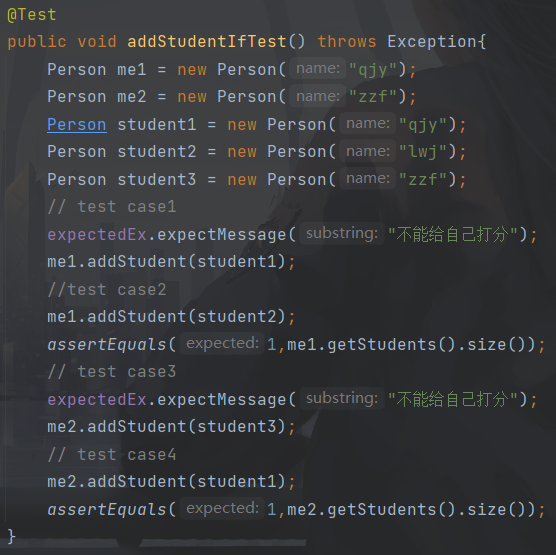 @Test
public void addStudentIfTest() throws Exception{
    Person me1 = new Person( name: "qjy");
    Person me2 = new Person( name: "zzf");
    Person student1 = new Person( name: "qjy");
    Person student2 = new Person( name: "lwj");
    Person student3 = new Person( name: "zzf");
    // test case1
    expectedEx.expectMessage( substring: "不能给自己打分");
    me1.addStudent(student1);
    //test case2
    me1.addStudent(student2);
    assertEquals( expected: 1,me1.getStudents().size());
    // test case3
    expectedEx.expectMessage( substring: "不能给自己打分");
    me2.addStudent(student3);
    // test case4
    me2.addStudent(student1);
    assertEquals( expected: 1,me2.getStudents().size());
}